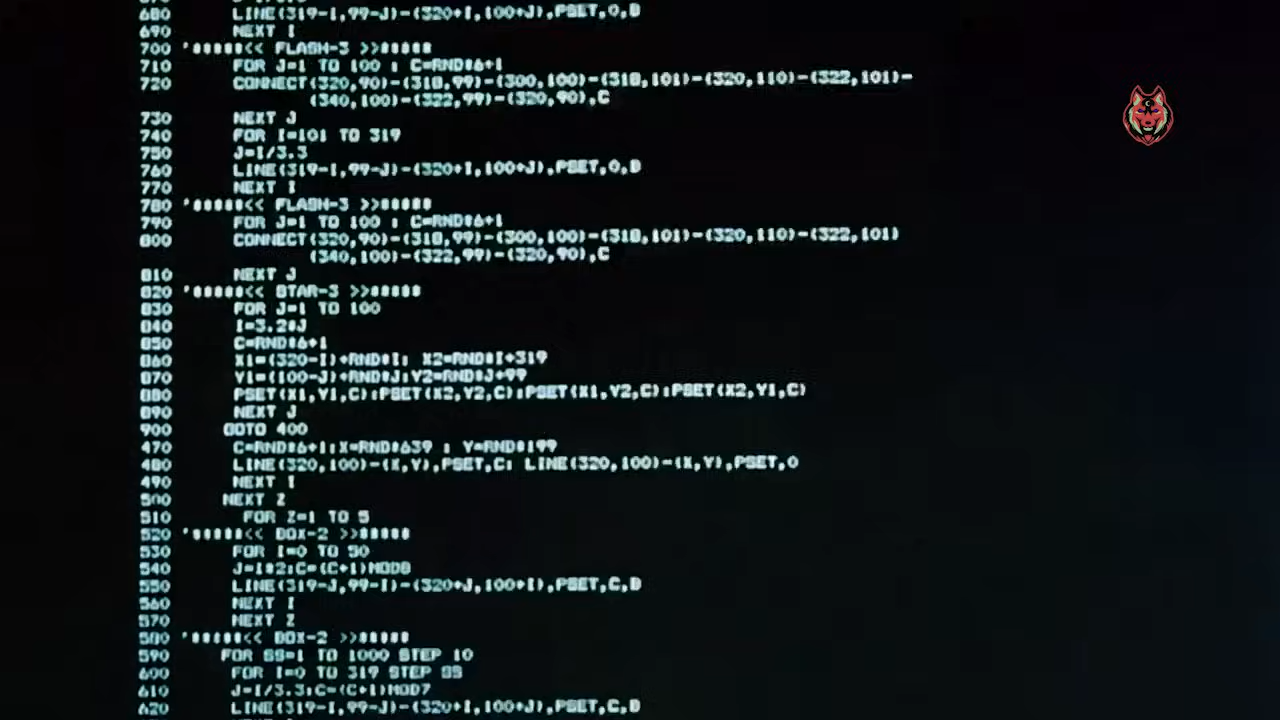 680 LINE(319-I,99-J)-(320+I,100+J),PSET,0,B
690 NEXT I
700 '*****<< FLASH-3 >>*****
710 FOR J=1 TO 100 : C=RND*6+1
720 CONNECT(320,90)-(318,99)-(300,100)-(318,101)-(320,110)-(322,101)-
(340,100)-(322,99)-(320,90),C
730 NEXT J
740 FOR I=101 TO 319
750 J=I/3.3
760 LINE(319-I,99-J)-(320+I,100+J),PSET,0,B
770 NEXT I
780 '*****<< FLASH-3 >>*****
790 FOR J=1 TO 100 : C=RND*6+1
800 CONNECT(320,90)-(318,99)-(300,100)-(318,101)-(320,110)-(322,101)
(340,100)-(322,99)-(320,90),C
810 NEXT J
820 '*****<< STAR-3 >>*****
830 FOR J=1 TO 100
840 I=3.2*J
850 C=RND*6+1
860 X1=(320-I)+RND*I: X2=RND*I+319
870 Y1=(100-J)+RND*J:Y2=RND*J+99
880 PSET(X1,Y1,C):PSET(X2,Y2,C):PSET(X1,Y2,C):PSET(X2,Y1,C)
890 NEXT J
900 GOTO 400
470 C=RND*6+1:X=RND*639 : Y=RND*199
480 LINE(320,100)-(X,Y),PSET,C: LINE(320,100)-(X,Y),PSET,0
490 NEXT I
500 NEXT Z
510 FOR Z=1 TO 5
520 '*****<< BOX-2 >>*****
530 FOR I=0 TO 50
540 J=I*2:C=(C+1)MOD8
550 LINE(319-J,99-I)-(320+J,100+I),PSET,C,B
560 NEXT I
570 NEXT Z
580 '*****<< BOX-2 >>*****
590 FOR SS=1 TO 1000 STEP 10
600 FOR I=0 TO 319 STEP SS
610 J=I/3.3:C=(C+1)MOD7
620 LINE(319-I,99-J)-(320+I,100+J),PSET,C,B